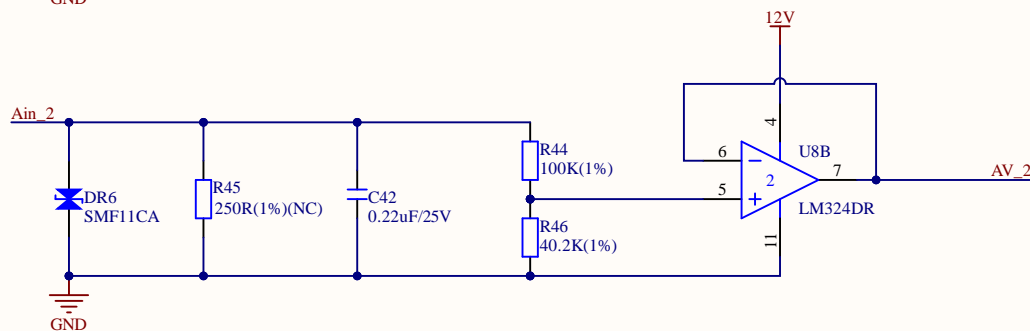 GND
12V
Ain_2
4
R44
100K(1%)
6
U8B
7
2
AV_2
5
LM324DR
DR6
SMF11CA
R45
250R(1%)(NC)
C42
0.22uF/25V
R46
40.2K(1%)
11
GND